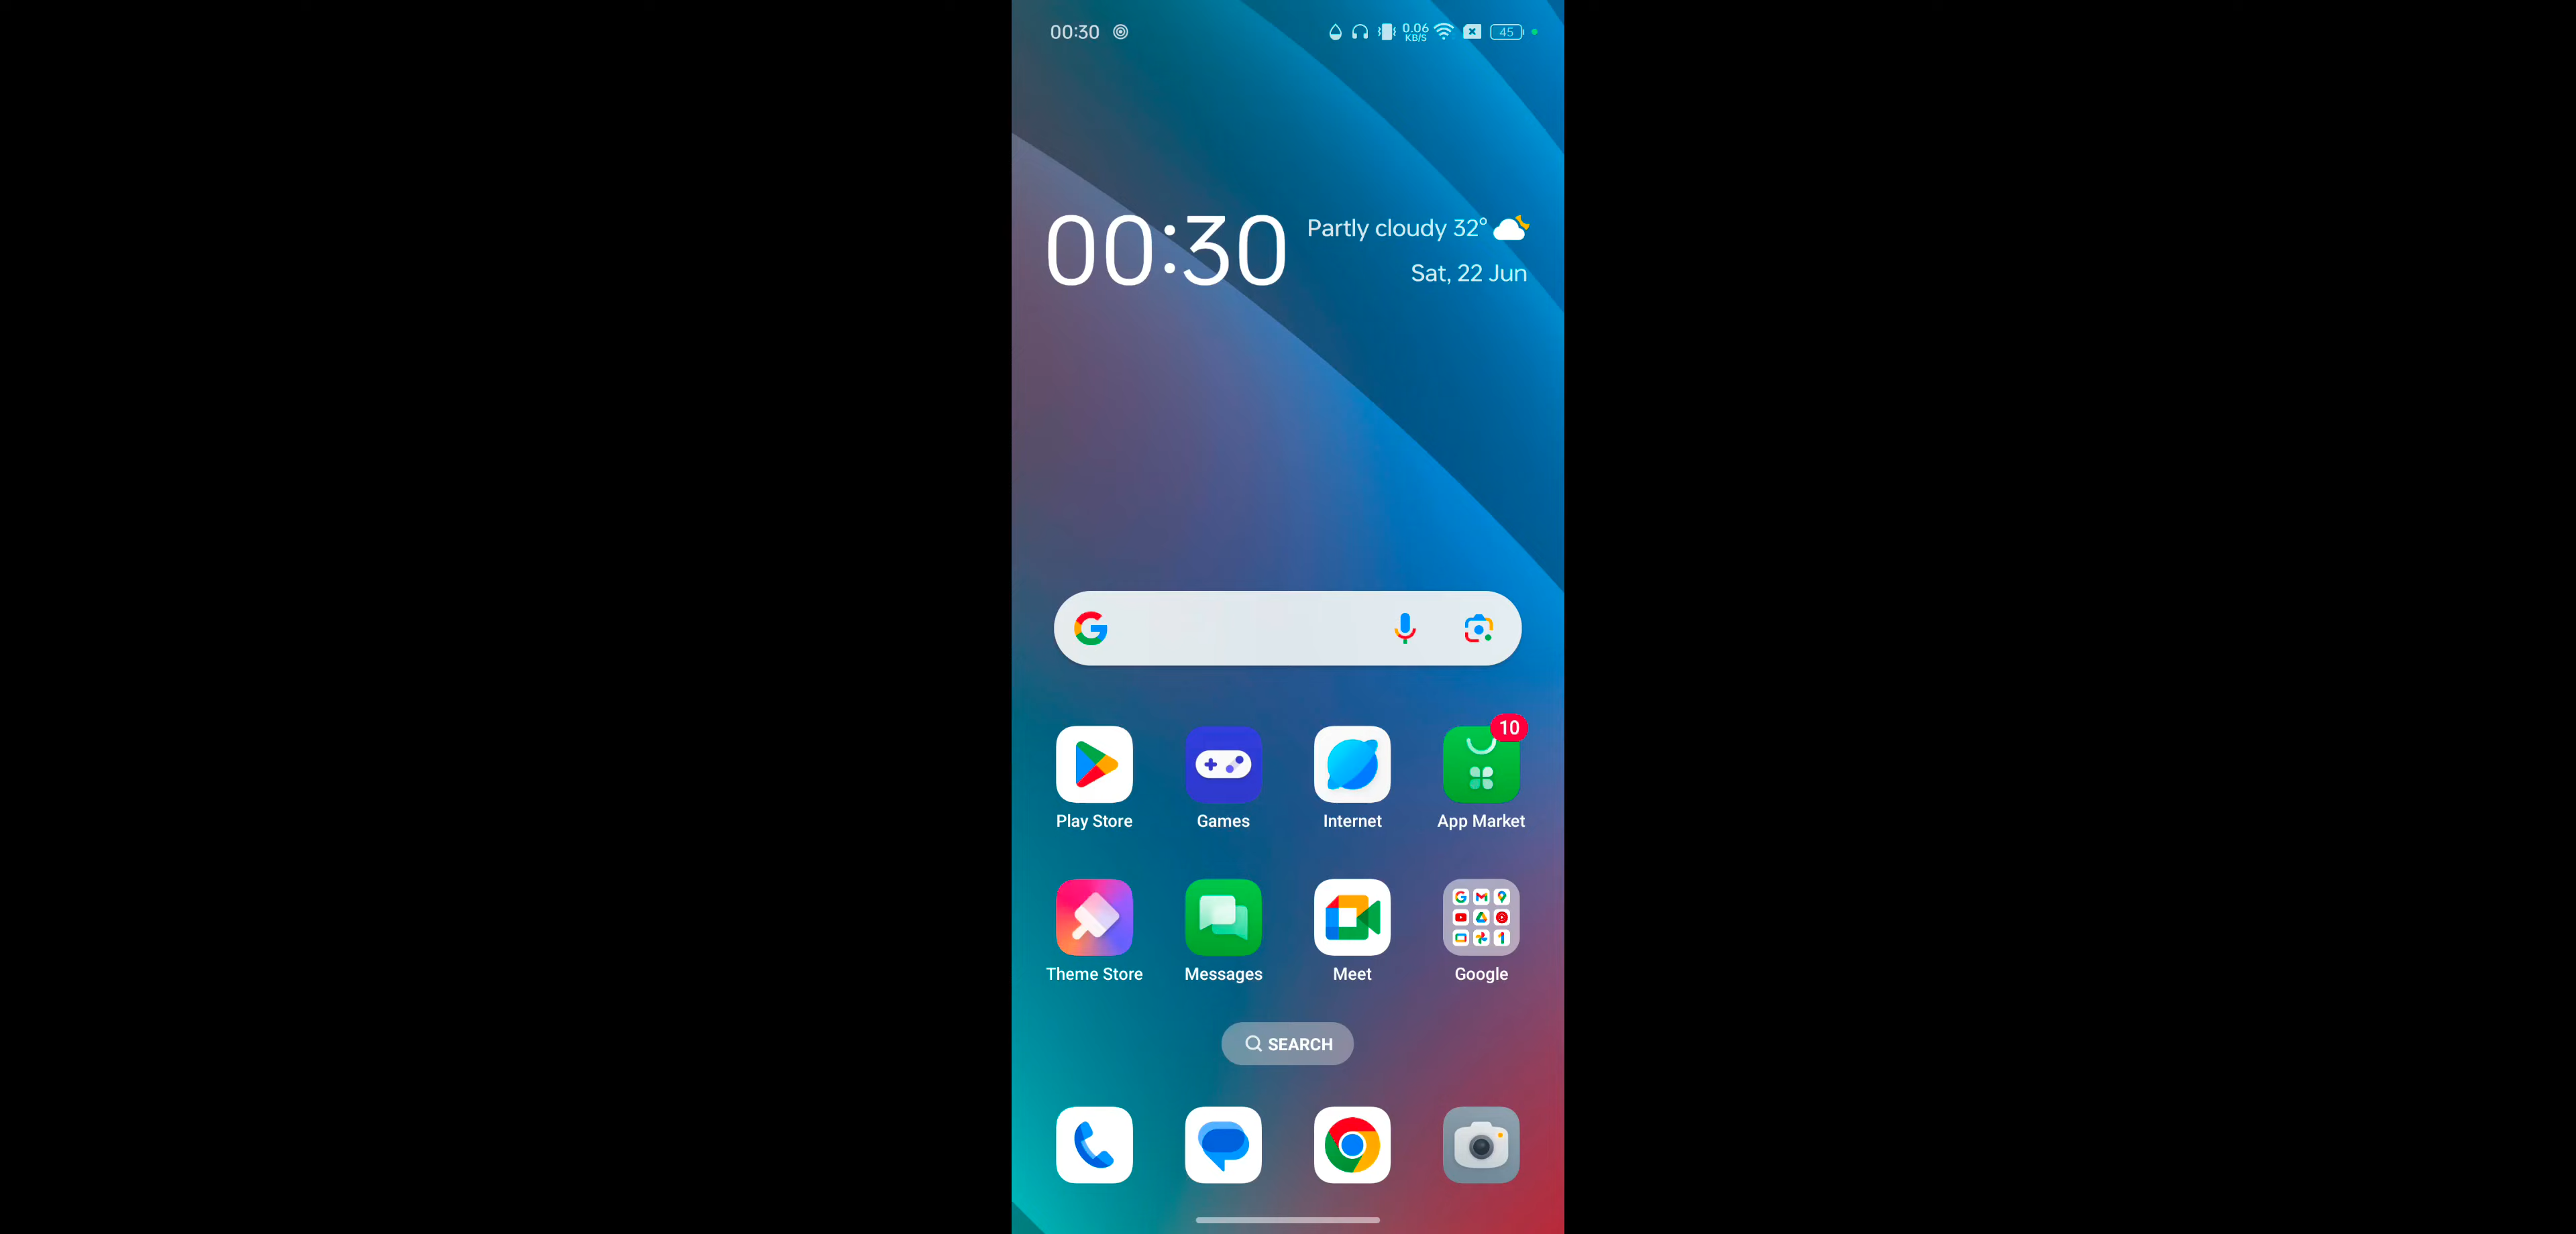 00:30
0.06
KB/S
45
00:30
Partly cloudy 32°
Sat, 22 Jun
10
Play Store
Games
Internet
App Market
Theme Store
Messages
Meet
Google
SEARCH